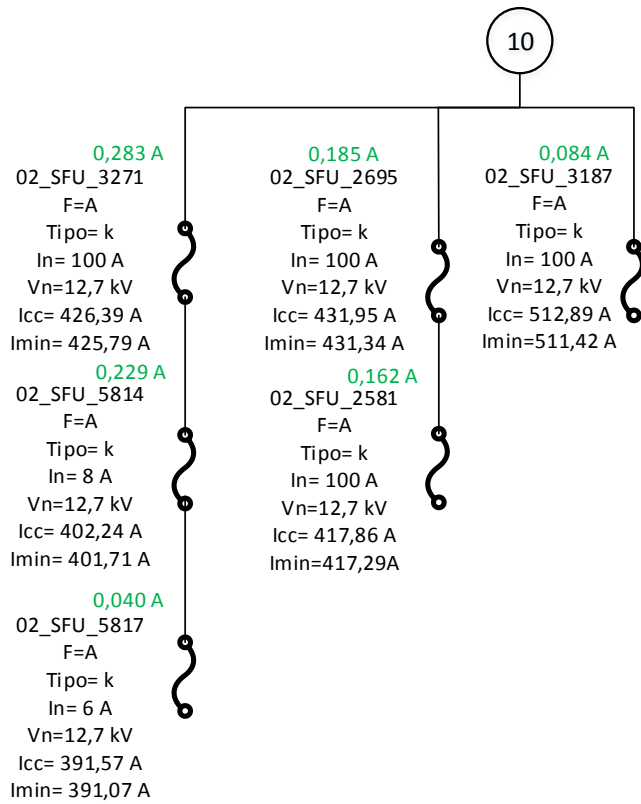 10
0,283 A
02_SFU_3271
F=A
Tipo= k
In= 100 A
Vn=12,7 kV
Icc= 426,39 A
Imin= 425,79 A
0,229 A
02_SFU_5814
F=A
Tipo= k
In= 8 A
Vn=12,7 kV
Icc= 402,24 A
Imin= 401,71 A
0,040 A
02_SFU_5817
F=A
Tipo= k
In= 6 A
Vn=12,7 kV
Icc= 391,57 A
Imin= 391,07 A
0,185 A
02_SFU_2695
F=A
Tipo= k
In= 100 A
Vn=12,7 kV
Icc= 431,95 A
Imin= 431,34 A
0,162 A
02_SFU_2581
F=A
Tipo= k
In= 100 A
Vn= 12,7 kV
Icc= 417,86 A
Imin=417,29A
0,084 A
02_SFU_3187
F=A
Tipo= k
In= 100 A
Vn=12,7 kV
Icc= 512,89 A
Imin=511,42 A